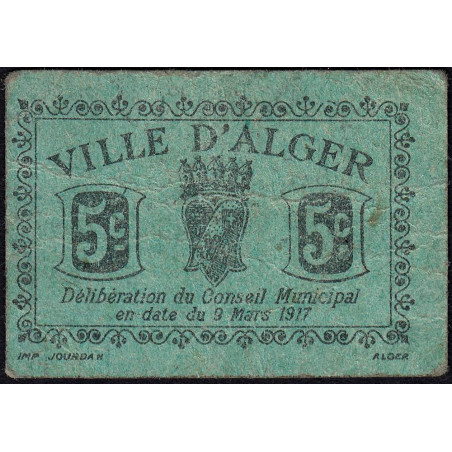 VILLE D'ALGER
5c 5c
Délibération du Conseil Municipal
en date du 9 Mars 1917
IMP. JOURDAN ALGER